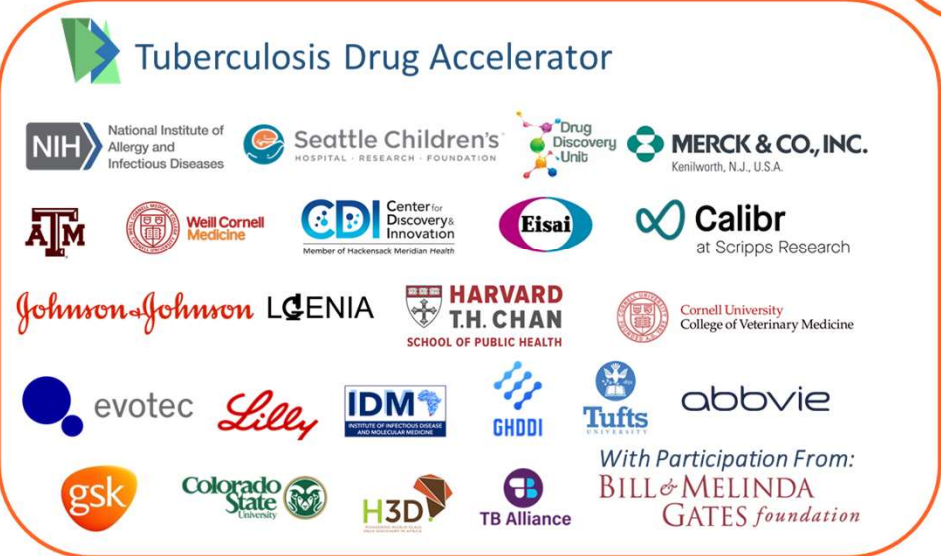 Tuberculosis Drug Accelerator
NIH
National Institute of
Allergy and
Infectious Diseases
Seattle Children's
HOSPITAL · RESEARCH · FOUNDATION
Drug
Discovery
Unit
MERCK & CO., INC.
Kenilworth, N.J., U.S.A.
ATM
Weill Cornell
Medicine
CDI
Center for
Discovery &
Innovation
Member of Hackensack Meridian Health
Eisai
Calibr
at Scripps Research
Johnson & Johnson
LGENIA
HARVARD
T.H. CHAN
SCHOOL OF PUBLIC HEALTH
Cornell University
College of Veterinary Medicine
evotec
Lilly
IDM
INSTITUTE OF INFECTIOUS DISEASE
AND MOLECULAR MEDICINE
GHDDI
Tufts
UNIVERSITY
abbvie
gsk
Colorado
State
University
H3D
TB Alliance
With Participation From:
BILL & MELINDA
GATES foundation